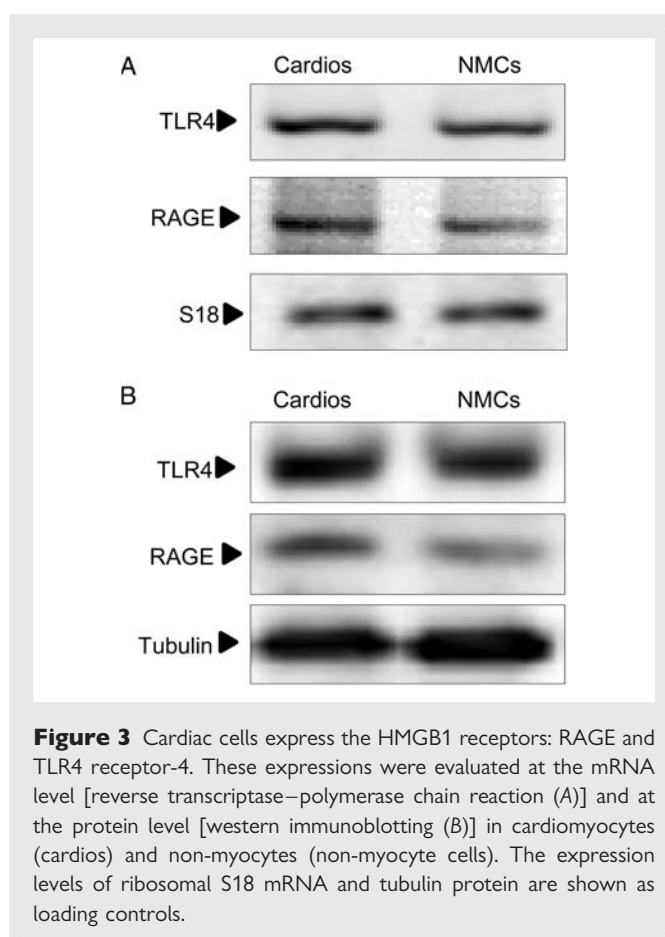 A
Cardios NMCs
TLR4
RAGE
S18
B
Cardios NMCs
TLR4
RAGE
Tubulin
Figure 3 Cardiac cells express the HMGB1 receptors: RAGE and
TLR4 receptor-4. These expressions were evaluated at the mRNA
level [reverse transcriptase–polymerase chain reaction (A)] and at
the protein level [western immunoblotting (B)] in cardiomyocytes
(cardios) and non-myocytes (non-myocyte cells). The expression
levels of ribosomal S18 mRNA and tubulin protein are shown as
loading controls.